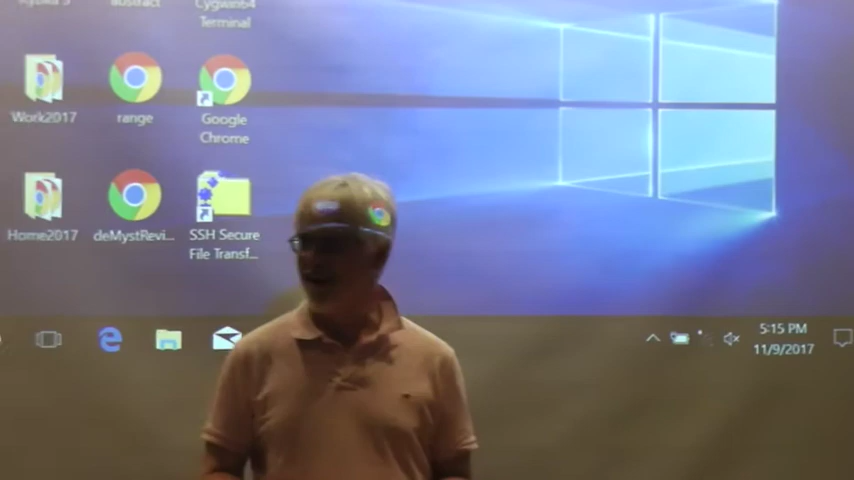 abstract
Cygwin64
Terminal
Work2017
range
Google
Chrome
Home2017
deMystRevi...
SSH Secure
File Transf...
5:15 PM
11/9/2017